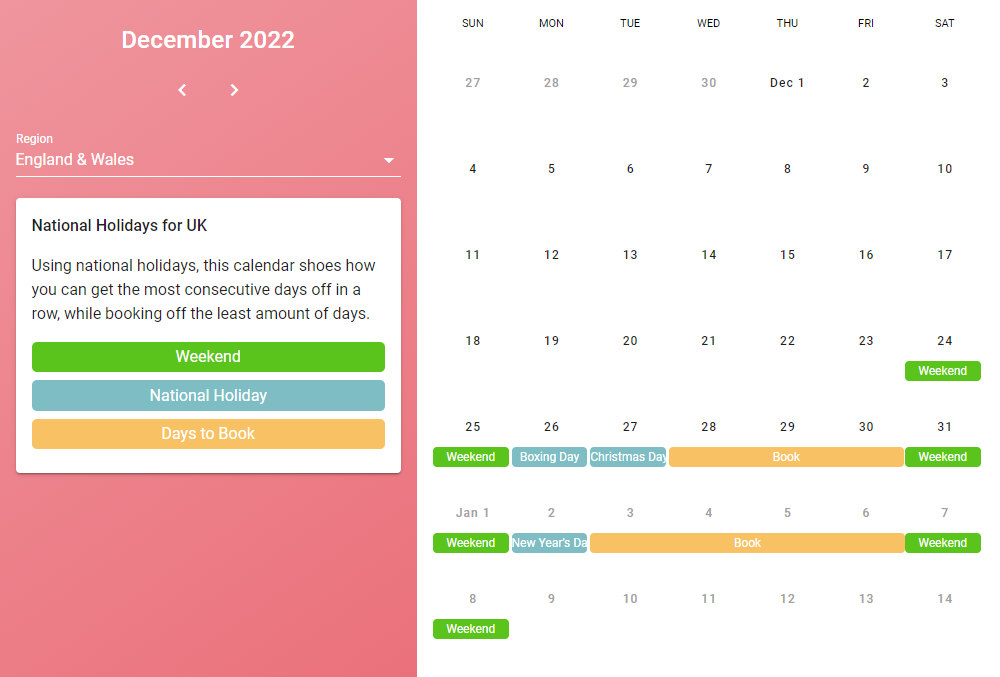 December 2022
Region
England & Wales
National Holidays for UK
Using national holidays, this calendar shoes how
you can get the most consecutive days off in a
row, while booking off the least amount of days.
Weekend
National Holiday
Days to Book
SUN MON TUE WED THU FRI SAT
27 28 29 30 Dec 1 2 3
4 5 6 7 8 9 10
11 12 13 14 15 16 17
18 19 20 21 22 23 24
Weekend
25 26 27 28 29 30 31
Weekend Boxing Day Christmas Day Book Weekend
Jan 1 2 3 4 5 6 7
Weekend New Year's Da Book Weekend
8 9 10 11 12 13 14
Weekend